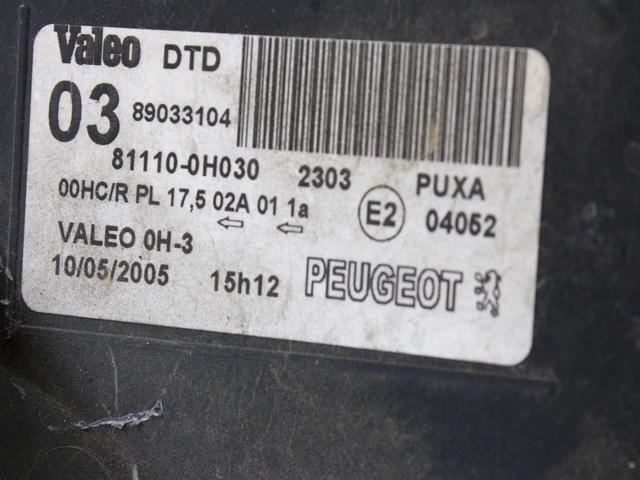 Valeo DTD
03 89033104
81110-0H030 2303 PUXA
00HC/R PL 17,5 02A 01 1a E2 04052
VALEO 0H-3
10/05/2005 15h12 PEUGEOT